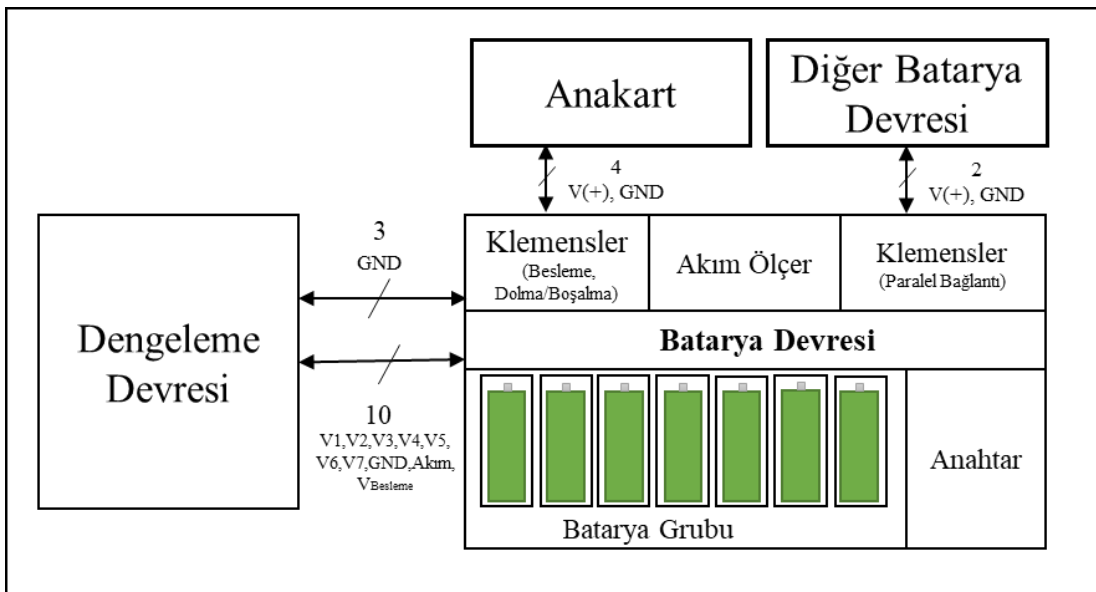 Anakart
Diğer Batarya
Devresi
4
V(+), GND
2
V(+), GND
3
GND
Klemensler
(Besleme,
Dolma/Boşalma)
Akım Ölçer
Klemensler
(Paralel Bağlantı)
Dengeleme
Devresi
Batarya Devresi
10
V1,V2,V3,V4,V5,
V6,V7,GND,Akım,
VBesleme
Anahtar
Batarya Grubu